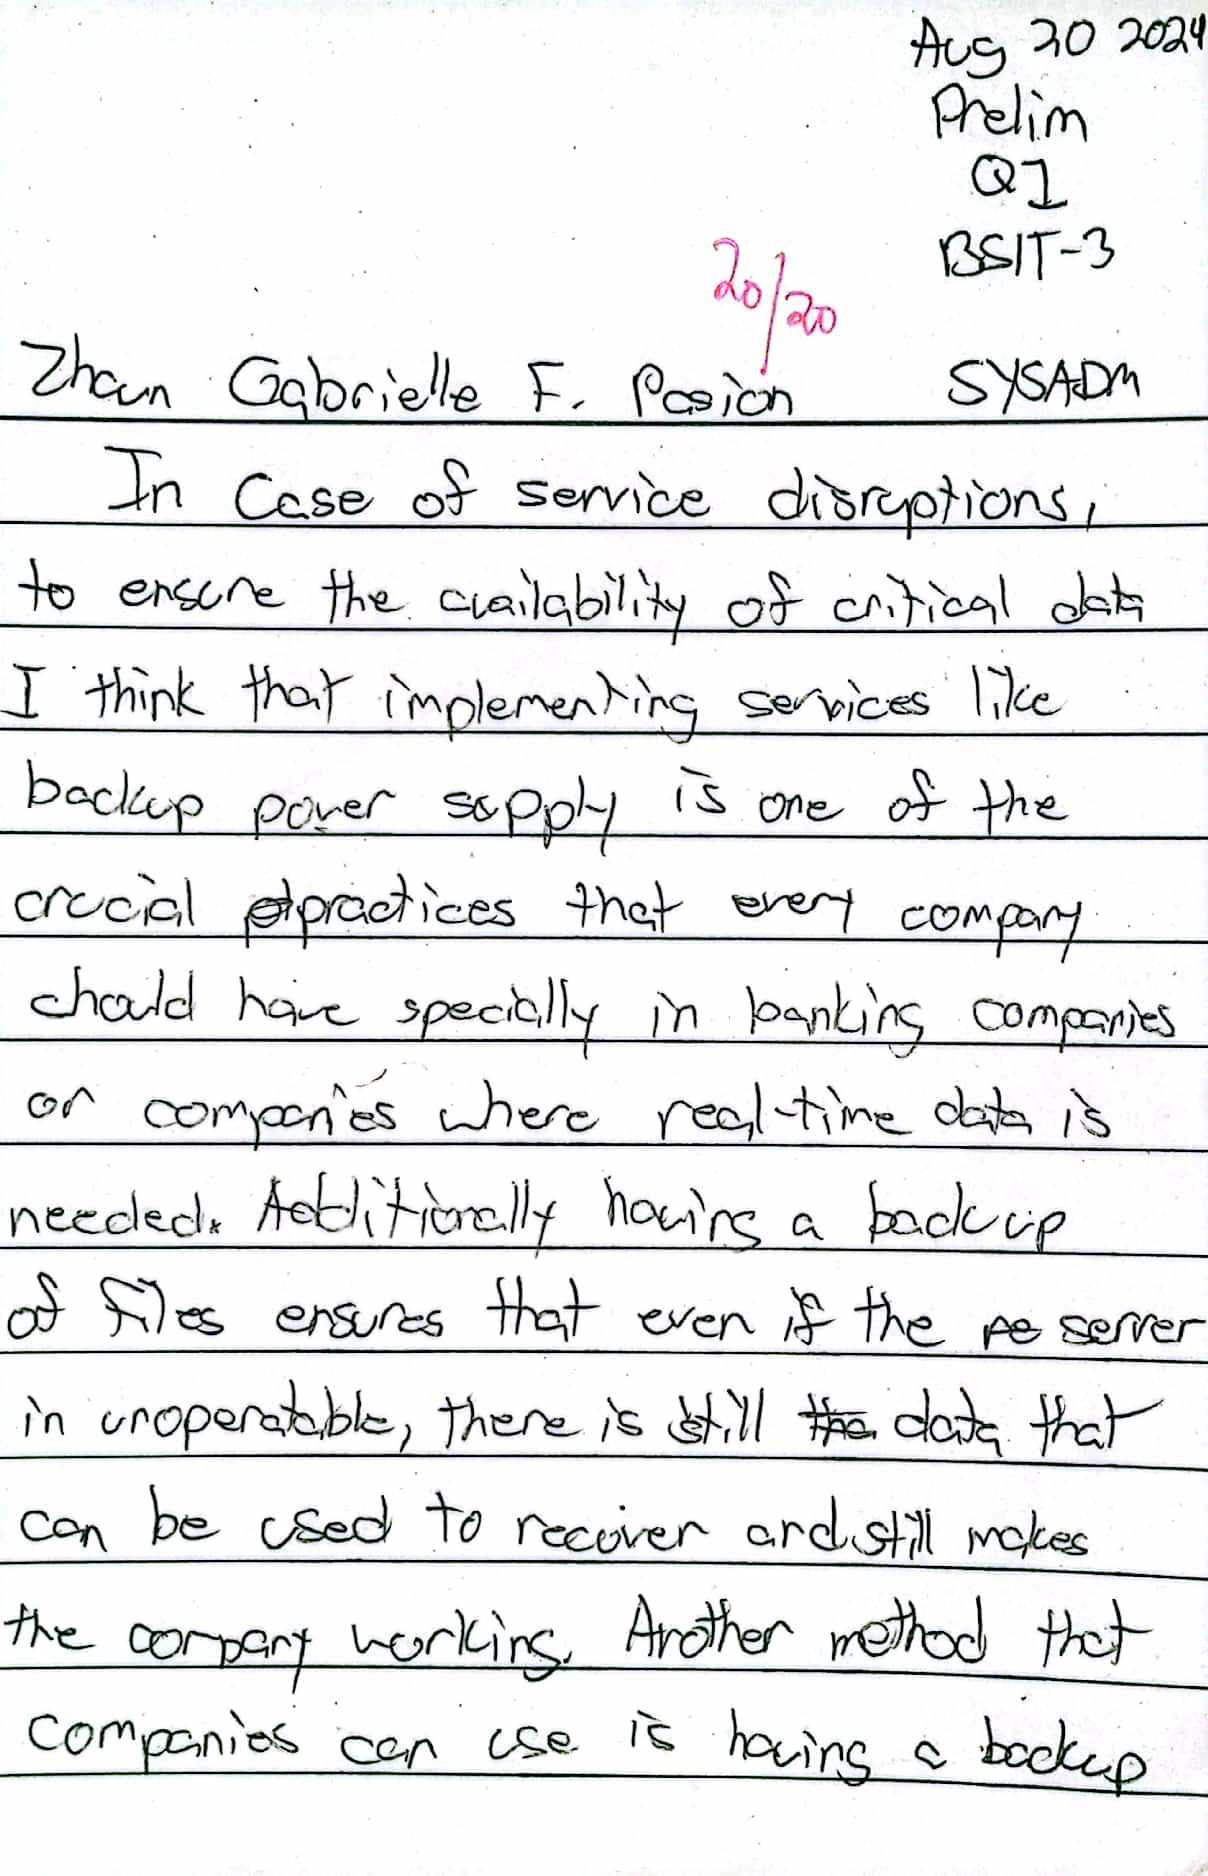 Aug 20 2024
Prelim
Q1
BSIT-3
20/20
Zhaun Gabrielle F. Pasion SYSADM
In Case of service disruptions,
to ensure the availability of critical data
I think that implementing services like
backup power supply is one of the
crucial practices that every company
should have specially in banking companies
or companies where real-time data is
needed. Additionally having a backup
of files ensures that even if the server
in unoperatable, there is still the data that
can be used to recover and still makes
the company working. Another method that
companies can use is having a backup